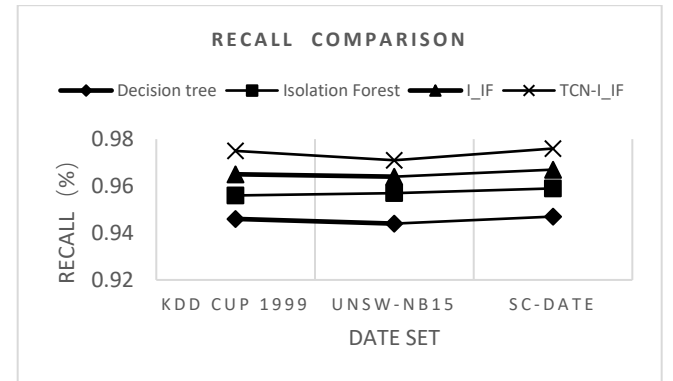 RECALL COMPARISON
Decision tree Isolation Forest I_IF TCN-I_IF
0.98
0.96
0.94
0.92
RECALL (%)
KDD CUP 1999 UNSW-NB15 SC-DATE
DATE SET